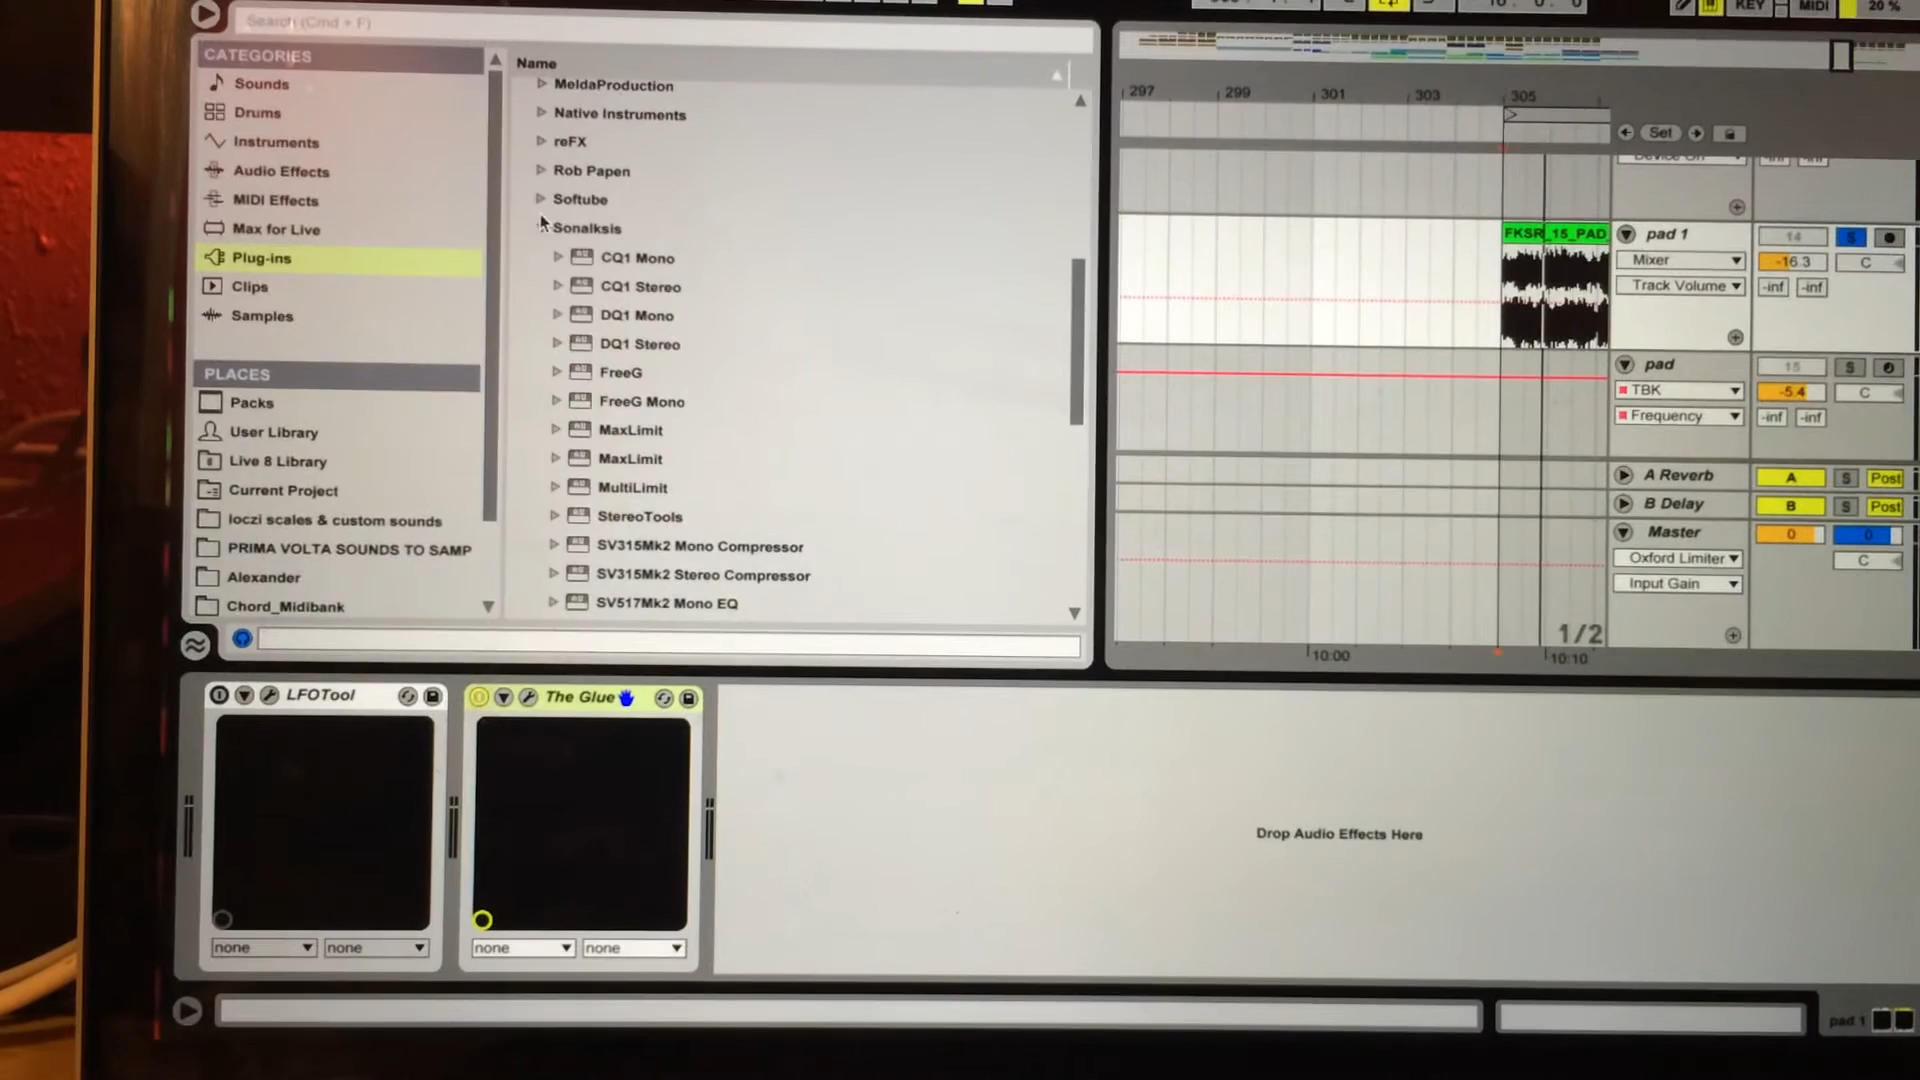 Search (Cmd + F)
KEY
MIDI
20 %
CATEGORIES
Sounds
Drums
Instruments
Audio Effects
MIDI Effects
Max for Live
Plug-ins
Clips
Samples
PLACES
Packs
User Library
Live 8 Library
Current Project
loczi scales & custom sounds
PRIMA VOLTA SOUNDS TO SAMP
Alexander
Chord_Midibank
Name
MeldaProduction
Native Instruments
reFX
Rob Papen
Softube
Sonalksis
CQ1 Mono
CQ1 Stereo
DQ1 Mono
DQ1 Stereo
FreeG
FreeG Mono
MaxLimit
MaxLimit
MultiLimit
StereoTools
SV315Mk2 Mono Compressor
SV315Mk2 Stereo Compressor
SV517Mk2 Mono EQ
297 299 301 303 305
Set
Device On
FKSR_15_PAD
pad 1 14 S
Mixer -16.3 C
Track Volume -inf -inf
pad 15 S
TBK -5.4 C
Frequency -inf -inf
A Reverb A S Post
B Delay B S Post
Master 0 0
Oxford Limiter C
Input Gain
1/2
10:00 10:10
LFOTool
none none
The Glue
none none
Drop Audio Effects Here
pad 1